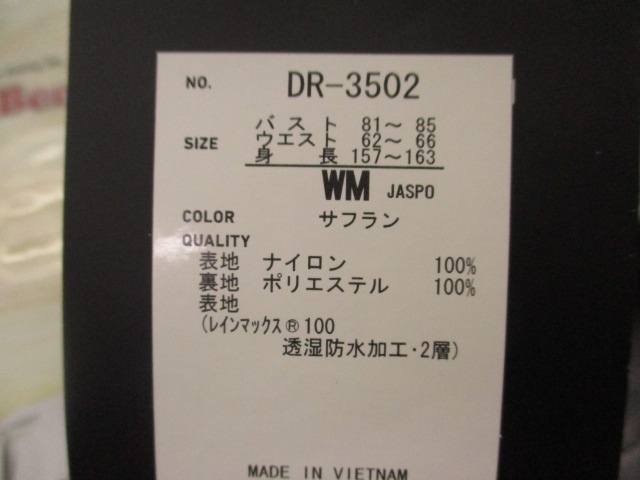 Ber
NO. DR-3502
SIZE
バスト 81～ 85
ウエスト 62～ 66
身長 157～163
WM JASPO
COLOR サフラン
QUALITY
表地 ナイロン 100%
裏地 ポリエステル 100%
表地
(レインマックス®100
透湿防水加工・2層)
MADE IN VIETNAM